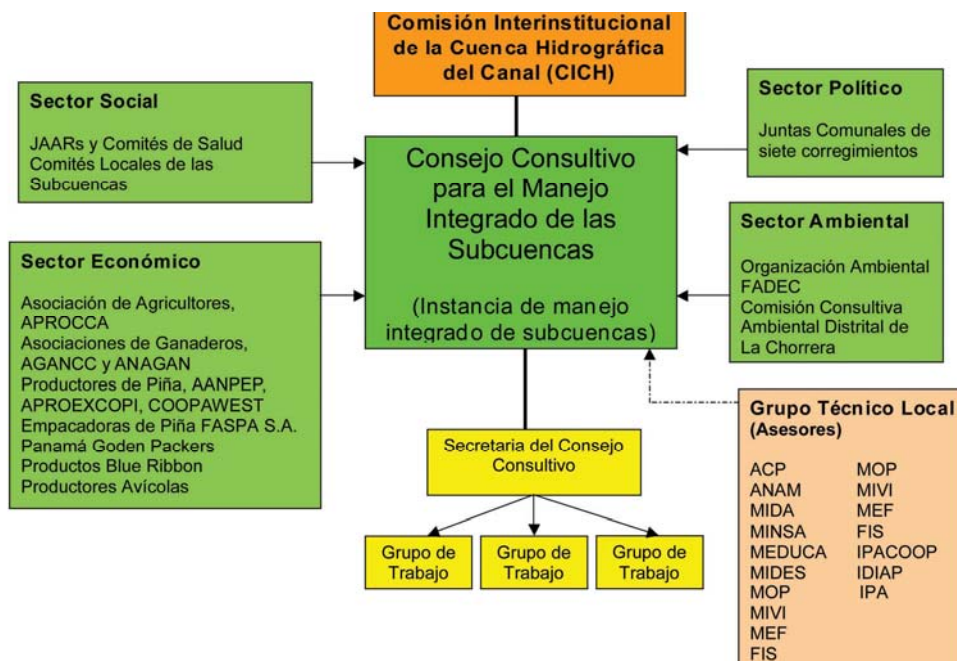 Comisión Interinstitucional
de la Cuenca Hidrográfica
del Canal (CICH)
Sector Social
JAARs y Comités de Salud
Comités Locales de las
Subcuencas
Sector Político
Juntas Comunales de
siete corregimientos
Consejo Consultivo
para el Manejo
Integrado de las
Subcuencas
(Instancia de manejo
integrado de subcuencas)
Sector Económico
Asociación de Agricultores,
APROCCA
Asociaciones de Ganaderos,
AGANCC y ANAGAN
Productores de Piña, AANPEP,
APROEXCOPI, COOPAWEST
Empacadoras de Piña FASPA S.A.
Panamá Goden Packers
Productos Blue Ribbon
Productores Avícolas
Sector Ambiental
Organización Ambiental
FADEC
Comisión Consultiva
Ambiental Distrital de
La Chorrera
Secretaria del Consejo
Consultivo
Grupo de
Trabajo
Grupo de
Trabajo
Grupo de
Trabajo
Grupo Técnico Local
(Asesores)
ACP MOP
ANAM MIVI
MIDA MEF
MINSA FIS
MEDUCA IPACOOP
MIDES IDIAP
MOP IPA
MIVI
MEF
FIS